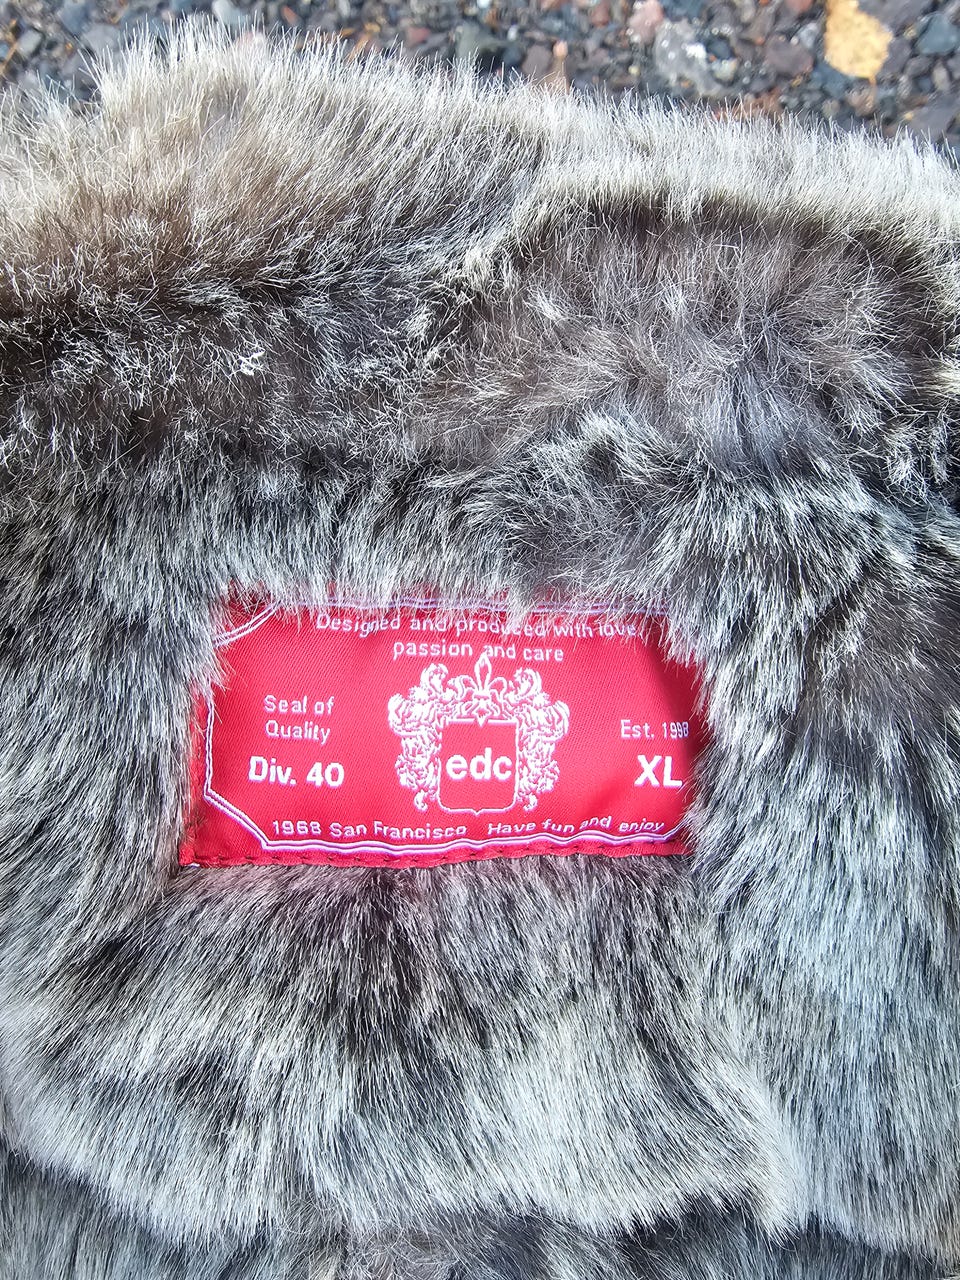 Designed and produced with love,
passion and care
Seal of
Quality
Div. 40
edc
Est. 1998
XL
1968 San Francisco Have fun and enjoy